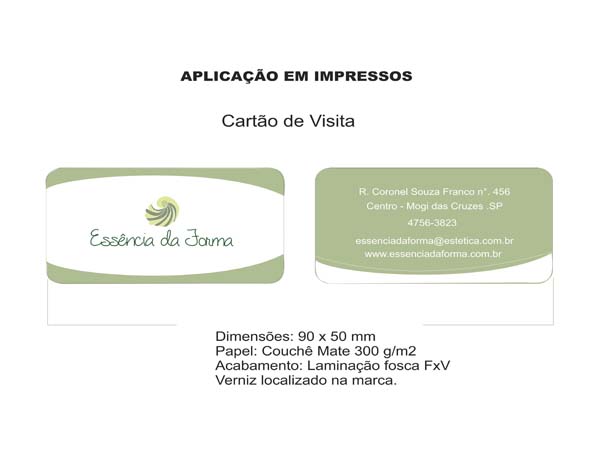 APLICAÇÃO EM IMPRESSOS
Cartão de Visita
Essência da Forma
R. Coronel Souza Franco n°. 456
Centro - Mogi das Cruzes .SP
4756-3823
essenciadaforma@estetica.com.br
www.essenciadaforma.com.br
Dimensões: 90 x 50 mm
Papel: Couchê Mate 300 g/m2
Acabamento: Laminação fosca FxV
Verniz localizado na marca.